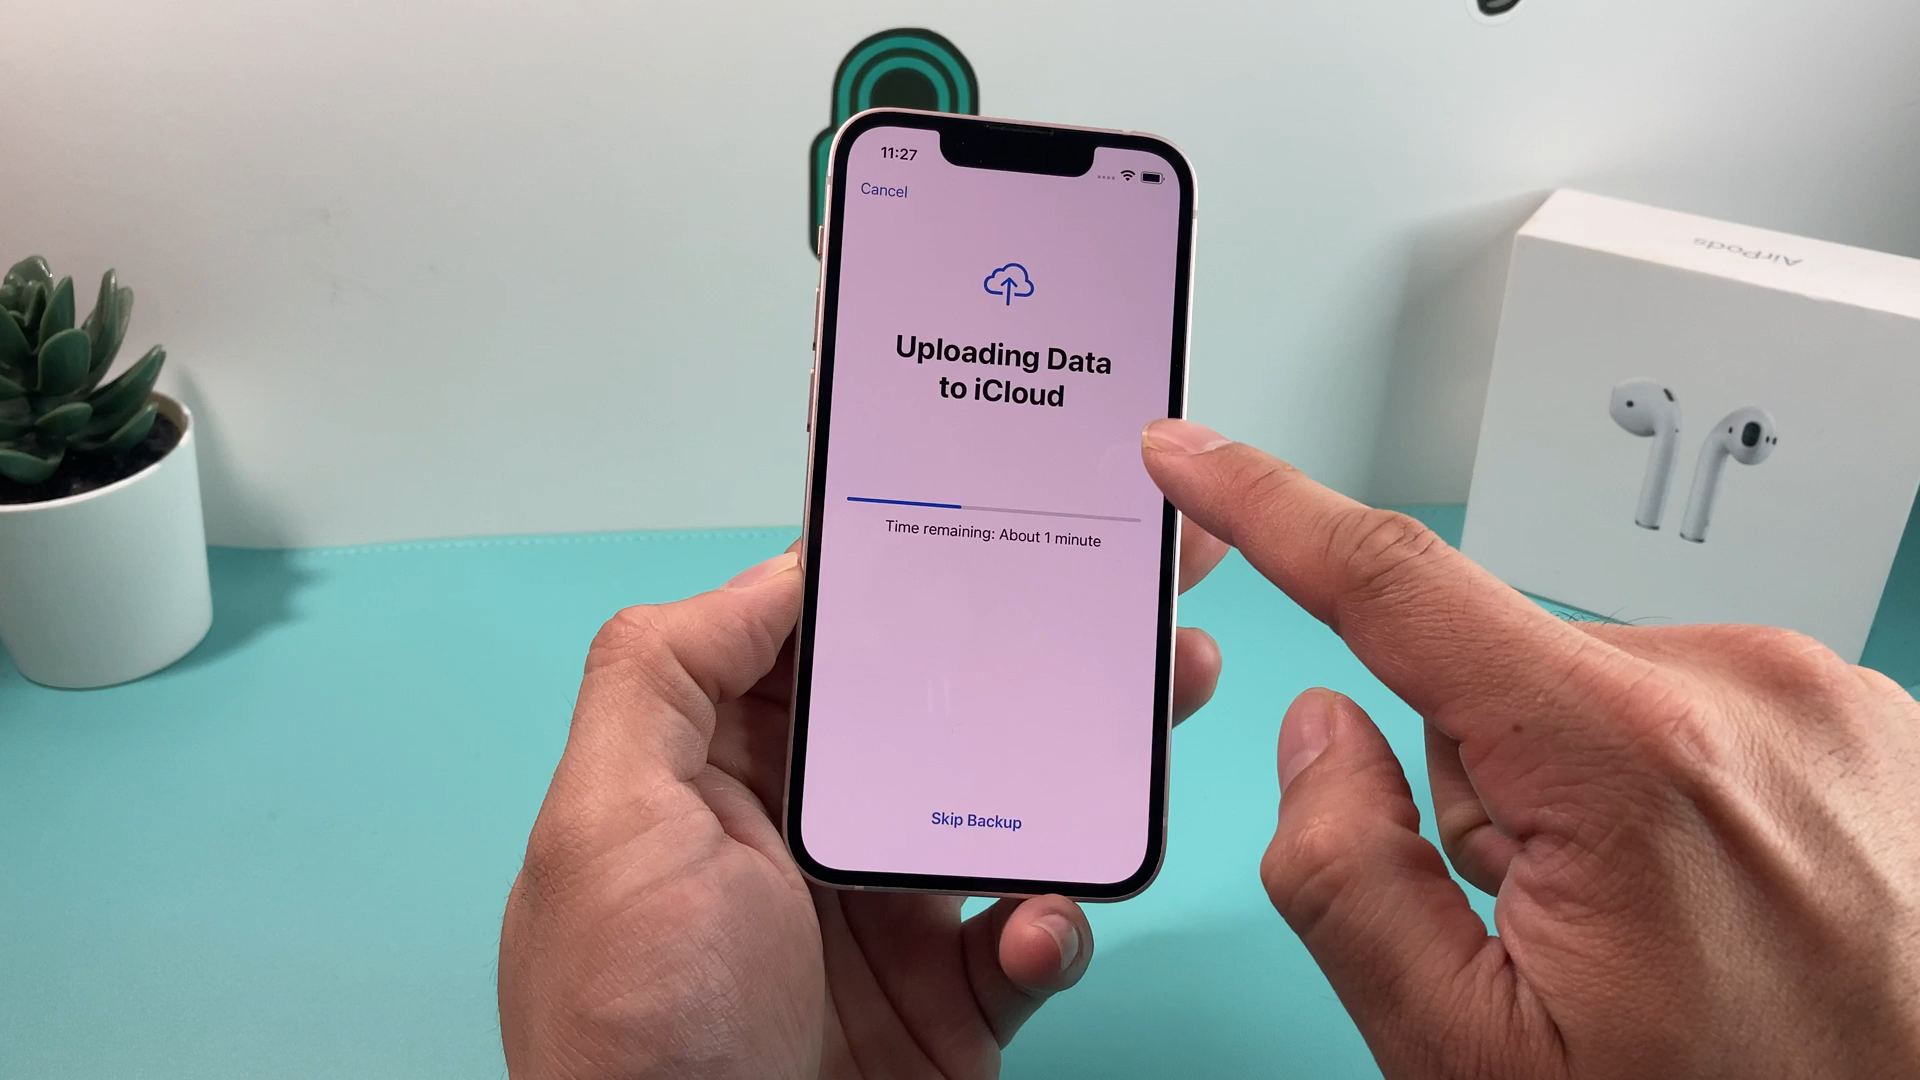 11:27
Cancel
Uploading Data
to iCloud
Time remaining: About 1 minute
Skip Backup
AirPods